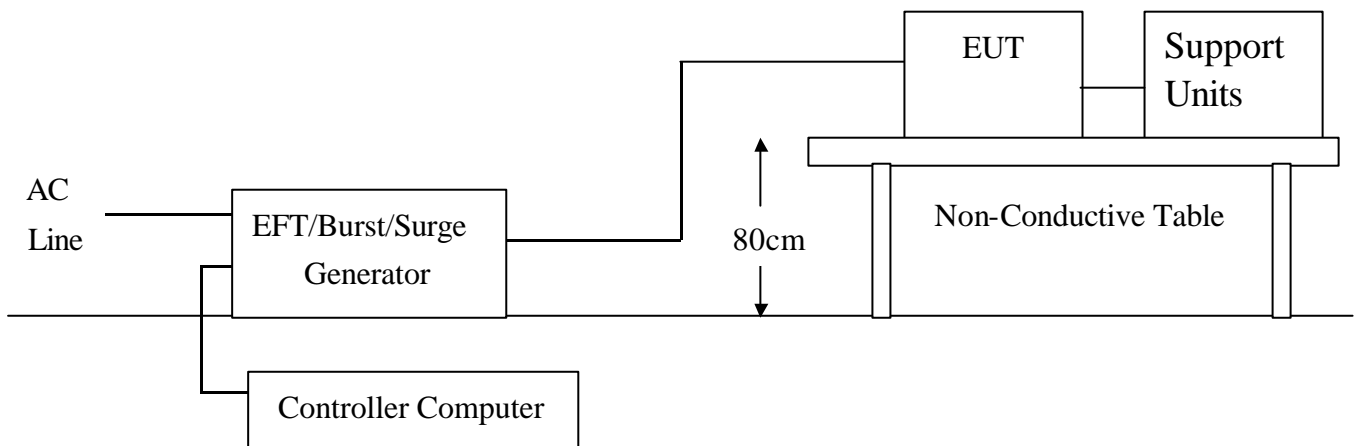 EUT
Support
Units
AC
Line
EFT/Burst/Surge
Generator
80cm
Non-Conductive Table
Controller Computer